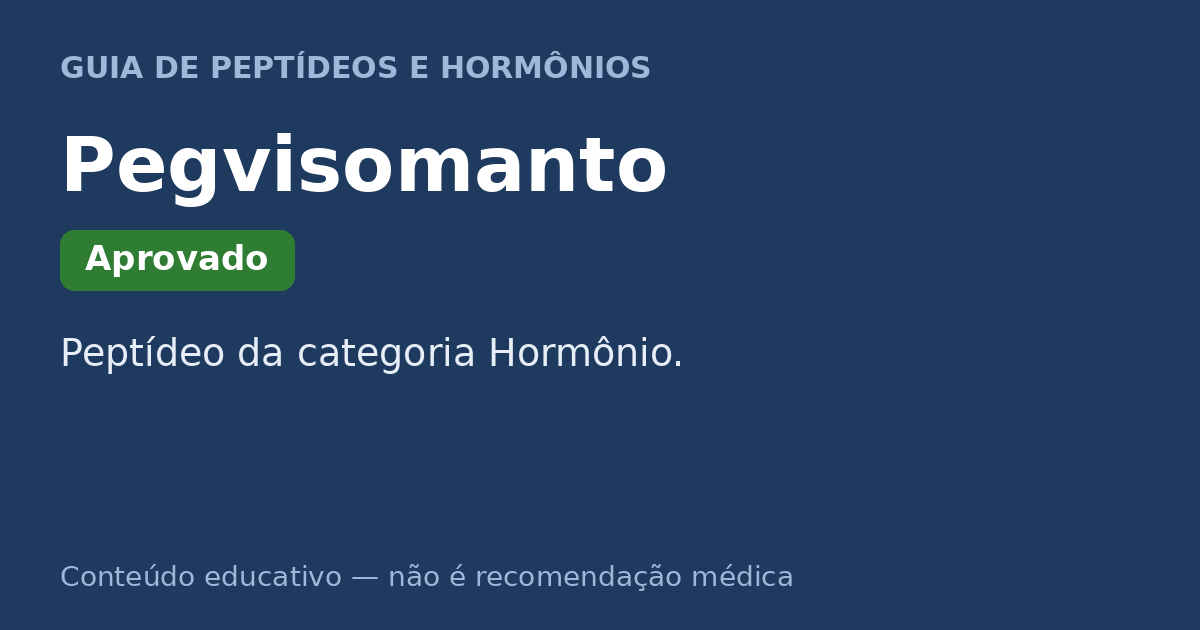 GUIA DE PEPTÍDEOS E HORMÔNIOS
Pegvisomanto
Aprovado
Peptídeo da categoria Hormônio.
Conteúdo educativo — não é recomendação médica